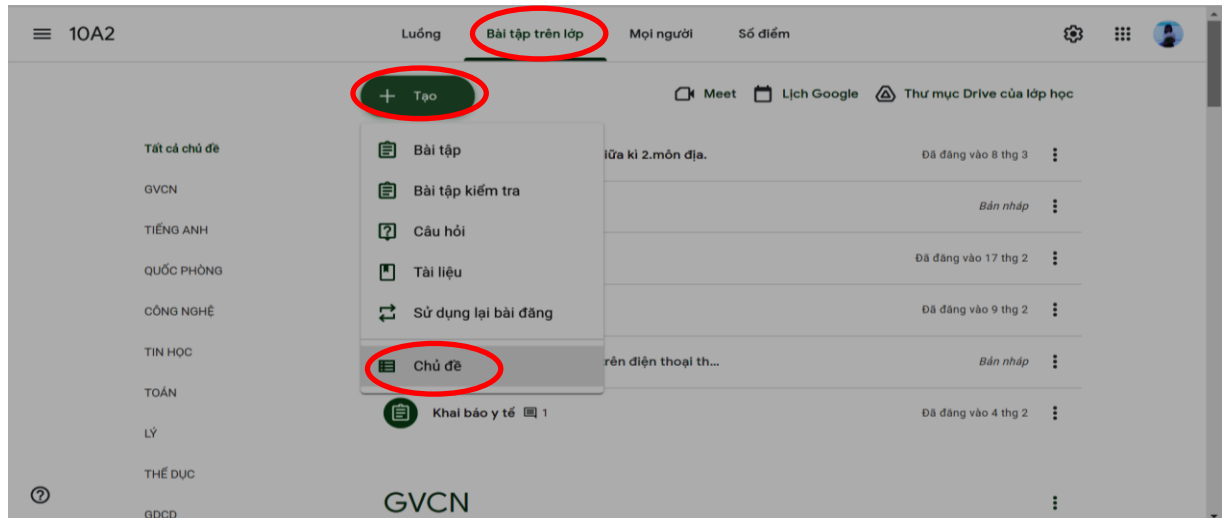 10A2
Luồng Bài tập trên lớp Mọi người Số điểm
Tạo
Meet Lịch Google Thư mục Drive của lớp học
Tất cả chủ đề
GVCN
TIẾNG ANH
QUỐC PHÒNG
CÔNG NGHỆ
TIN HỌC
TOÁN
LÝ
THỂ DỤC
GDCD
Bài tập
Bài tập kiểm tra
Câu hỏi
Tài liệu
Sử dụng lại bài đăng
Chủ đề
giữa kì 2.môn địa. Đã đăng vào 8 thg 3
Bản nháp
Đã đăng vào 17 thg 2
Đã đăng vào 9 thg 2
trên điện thoại th... Bản nháp
Khai báo y tế 1 Đã đăng vào 4 thg 2
GVCN